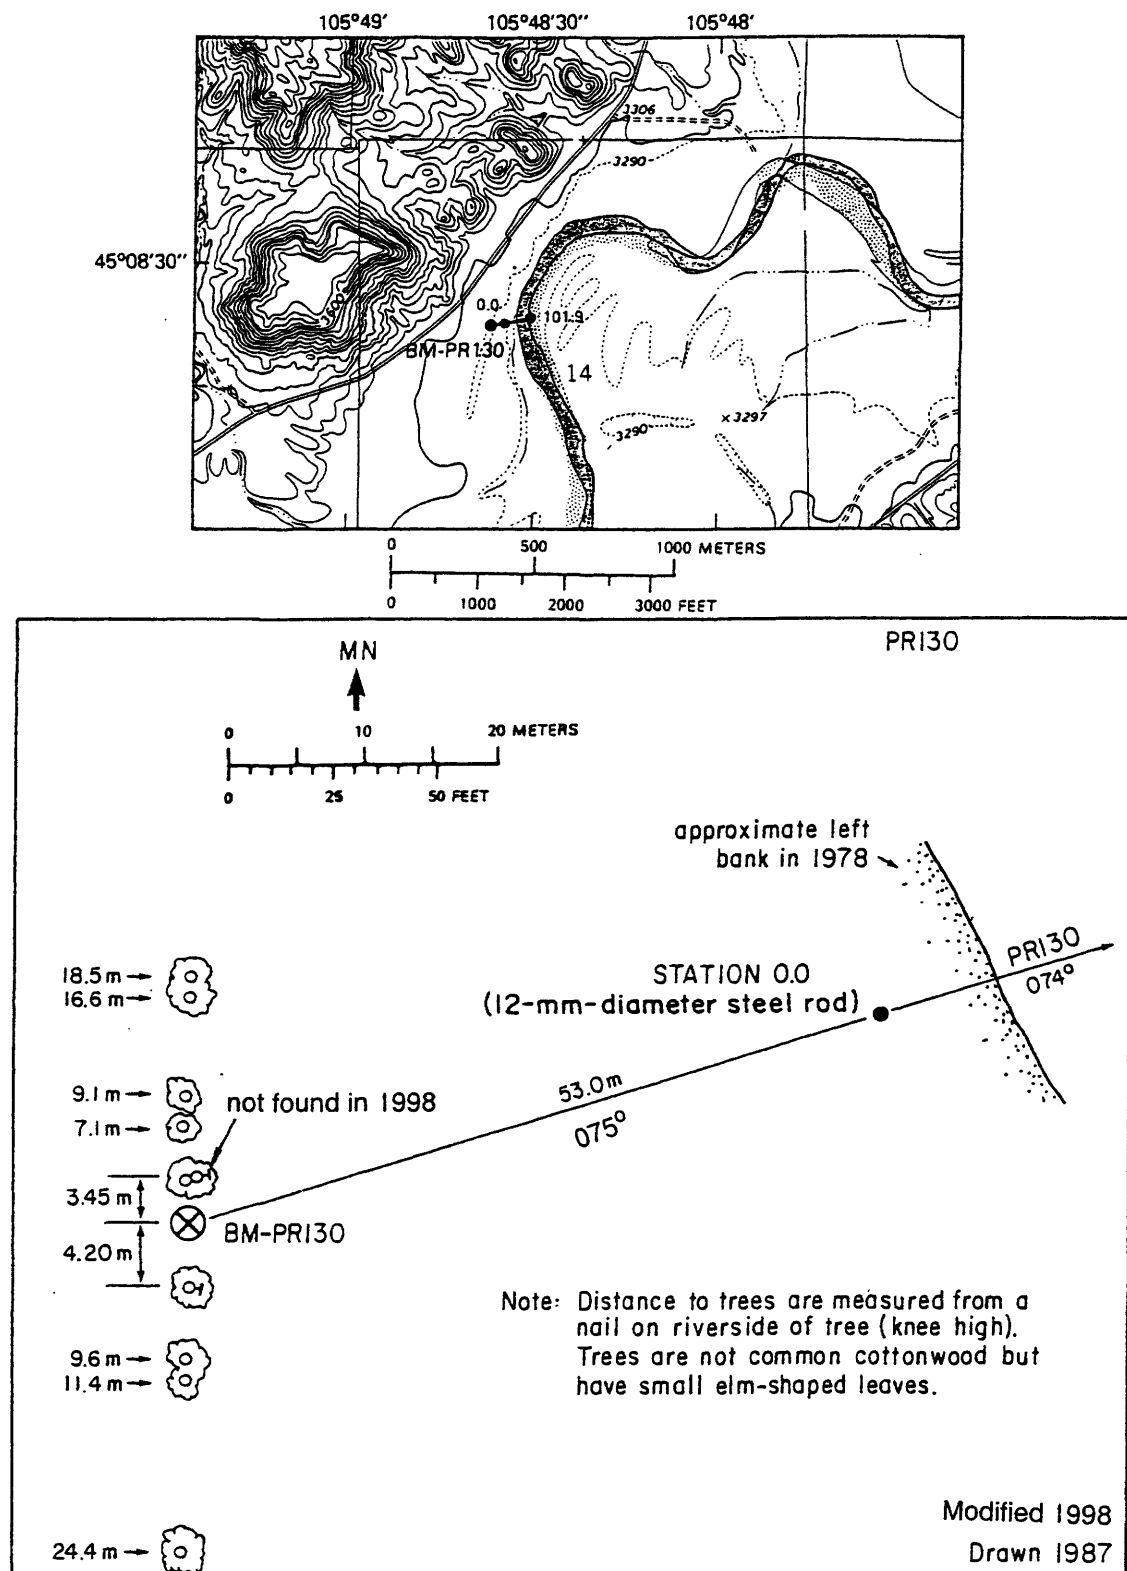 105°49'
105°48'30"
105°48'
3306
3290
45°08'30"
3600
0.0
101.9
BM-PR130
14
×3297
3290
0 500 1000 METERS
0 1000 2000 3000 FEET
PR130
MN
0 10 20 METERS
0 25 50 FEET
approximate left
bank in 1978
PR130
074°
STATION 0.0
(12-mm-diameter steel rod)
18.5 m
16.6 m
53.0 m
075°
9.1 m
not found in 1998
7.1 m
3.45 m
BM-PR130
4.20 m
Note: Distance to trees are measured from a
nail on riverside of tree (knee high).
Trees are not common cottonwood but
have small elm-shaped leaves.
9.6 m
11.4 m
Modified 1998
Drawn 1987
24.4 m